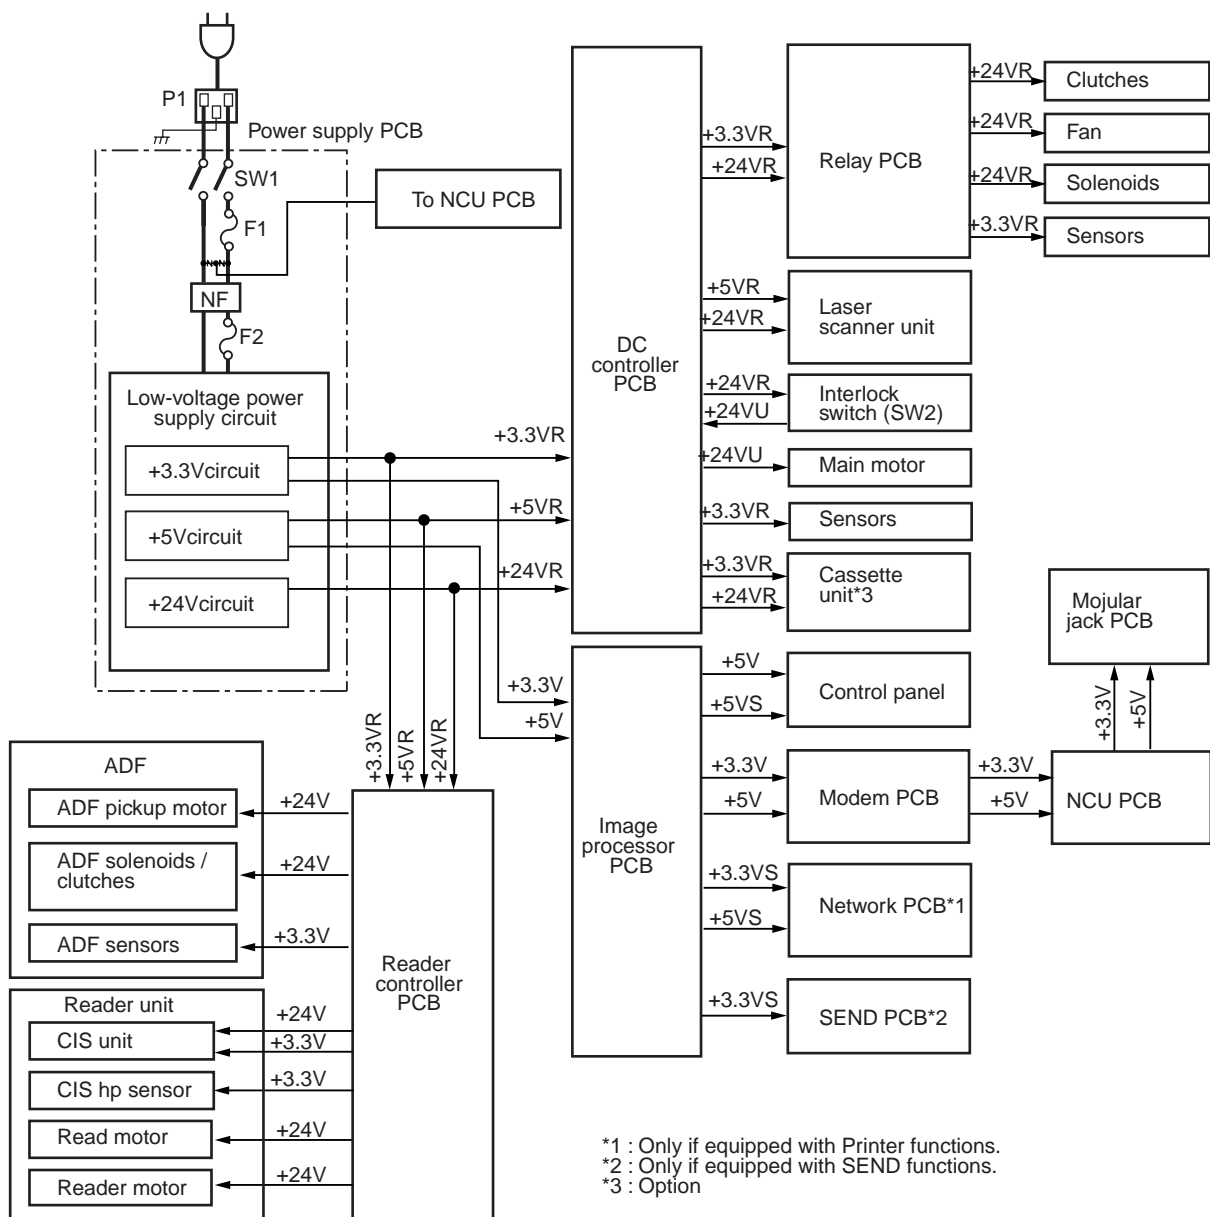 P1
Power supply PCB
SW1
F1
NF
F2
To NCU PCB
Low-voltage power
supply circuit
+3.3Vcircuit
+5Vcircuit
+24Vcircuit
+3.3VR
+5VR
+24VR
+3.3V
+5V
+3.3VR
+5VR
+24VR
DC
controller
PCB
+3.3VR
+24VR
Relay PCB
+24VR
Clutches
+24VR
Fan
+24VR
Solenoids
+3.3VR
Sensors
+5VR
+24VR
Laser
scanner unit
+24VR
+24VU
Interlock
switch (SW2)
+24VU
Main motor
+3.3VR
Sensors
+3.3VR
+24VR
Cassette
unit*3
Image
processor
PCB
+5V
+5VS
Control panel
+3.3V
+5V
Modem PCB
+3.3V
+5V
NCU PCB
+3.3V
+5V
Mojular
jack PCB
+3.3VS
+5VS
Network PCB*1
+3.3VS
SEND PCB*2
ADF
ADF pickup motor
+24V
ADF solenoids /
clutches
+24V
ADF sensors
+3.3V
Reader
controller
PCB
Reader unit
CIS unit
+24V
+3.3V
CIS hp sensor
+3.3V
Read motor
+24V
Reader motor
+24V
*1 : Only if equipped with Printer functions.
*2 : Only if equipped with SEND functions.
*3 : Option